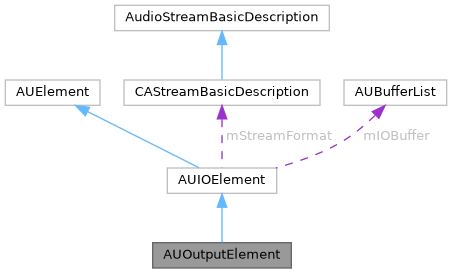 AudioStreamBasicDescription
AUElement
CAStreamBasicDescription
AUBufferList
mStreamFormat
mIOBuffer
AUIOElement
AUOutputElement